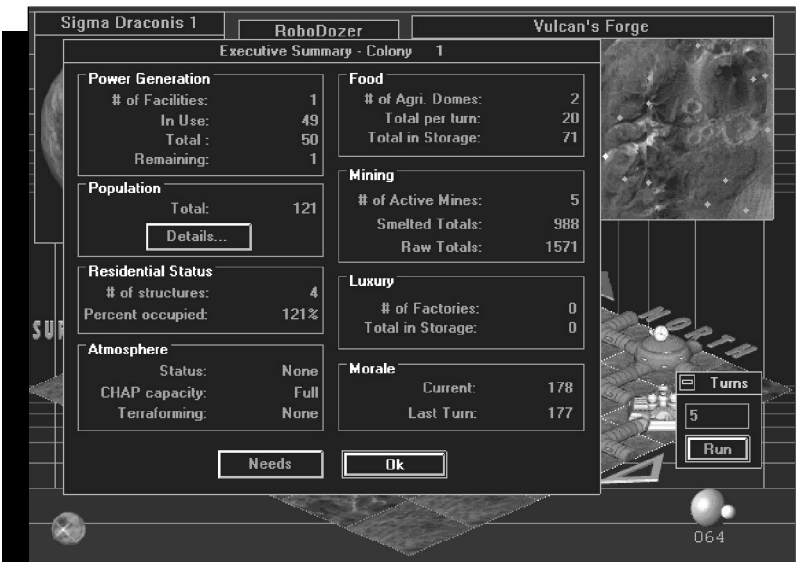 Sigma Draconis 1
RoboDozer
Vulcan's Forge
Executive Summary - Colony 1
Power Generation
# of Facilities: 1
In Use: 49
Total : 50
Remaining: 1
Population
Total: 121
Details...
Residential Status
# of structures: 4
Percent occupied: 121%
Atmosphere
Status: None
CHAP capacity: Full
Terraforming: None
Food
# of Agri. Domes: 2
Total per turn: 20
Total in Storage: 71
Mining
# of Active Mines: 5
Smelted Totals: 988
Raw Totals: 1571
Luxury
# of Factories: 0
Total in Storage: 0
Morale
Current: 178
Last Turn: 177
Needs
Ok
SUR
NORTH
Turns
5
Run
064